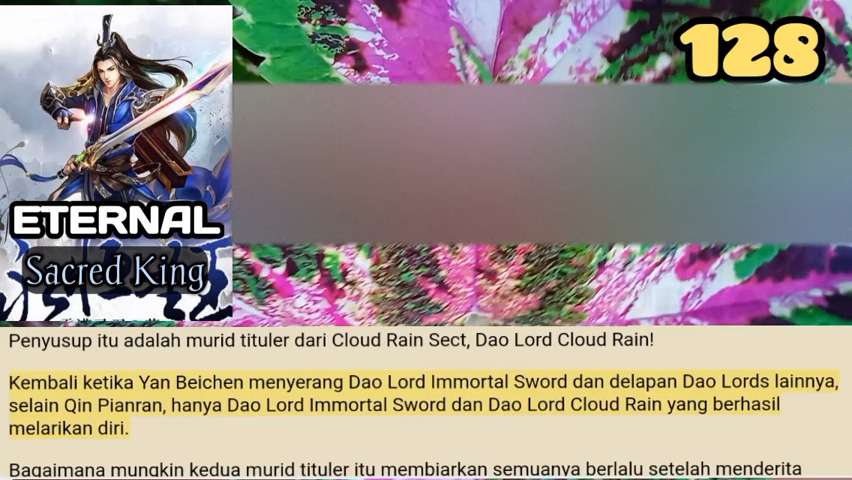 128
ETERNAL
Sacred King
Penyusup itu adalah murid tituler dari Cloud Rain Sect, Dao Lord Cloud Rain!
Kembali ketika Yan Beichen menyerang Dao Lord Immortal Sword dan delapan Dao Lords lainnya,
selain Qin Pianran, hanya Dao Lord Immortal Sword dan Dao Lord Cloud Rain yang berhasil
melarikan diri.
Bagaimana mungkin kedua murid tituler itu membiarkan semuanya berlalu setelah menderita